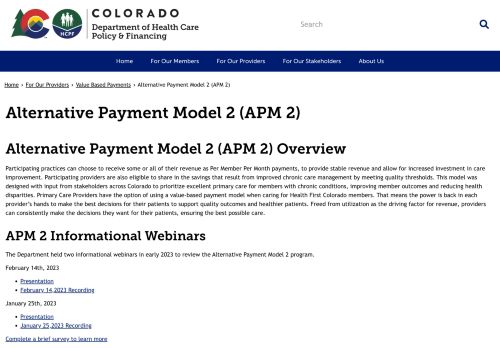 COLORADO
Department of Health Care
Policy & Financing
HCPF
Search
Home
For Our Members
For Our Providers
For Our Stakeholders
About Us
Home › For Our Providers › Value Based Payments › Alternative Payment Model 2 (APM 2)
Alternative Payment Model 2 (APM 2)
Alternative Payment Model 2 (APM 2) Overview
Participating practices can choose to receive some or all of their revenue as Per Member Per Month payments, to provide stable revenue and allow for increased investment in care
improvement. Participating providers are also eligible to share in the savings that result from improved chronic care management by meeting quality thresholds. This model was
designed with input from stakeholders across Colorado to prioritize excellent primary care for members with chronic conditions, improving member outcomes and reducing health
disparities. Primary Care Providers have the option of using a value-based payment model when caring for Health First Colorado members. That means the power is back in each
provider's hands to make the best decisions for their patients to support quality outcomes and healthier patients. Freed from utilization as the driving factor for revenue, providers
can consistently make the decisions they want for their patients, ensuring the best possible care.
APM 2 Informational Webinars
The Department held two informational webinars in early 2023 to review the Alternative Payment Model 2 program.
February 14th, 2023
Presentation
February 14,2023 Recording
January 25th, 2023
Presentation
January 25,2023 Recording
Complete a brief survey to learn more